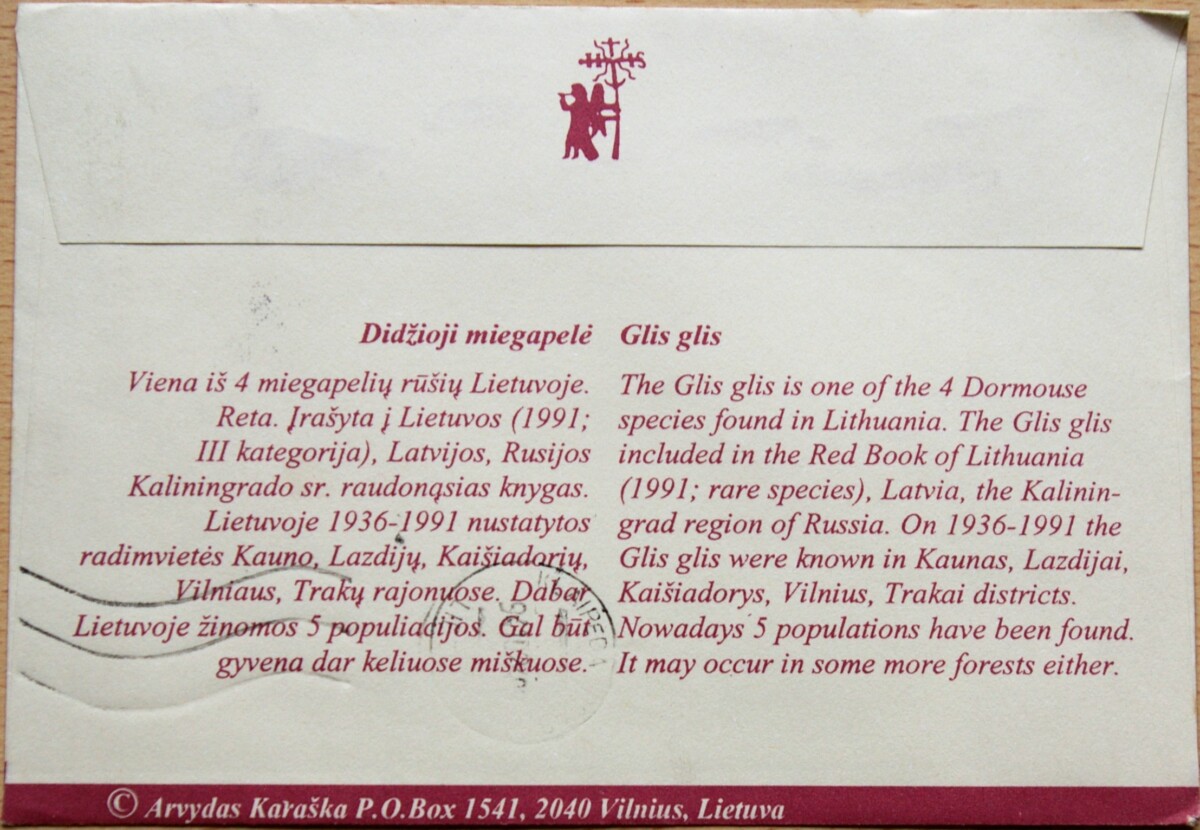 IHS
Didžioji miegapelė
Viena iš 4 miegapelių rūšių Lietuvoje.
Reta. Įrašyta į Lietuvos (1991;
III kategorija), Latvijos, Rusijos
Kaliningrado sr. raudonąsias knygas.
Lietuvoje 1936-1991 nustatytos
radimvietės Kauno, Lazdijų, Kaišiadorių,
Vilniaus, Trakų rajonuose. Dabar
Lietuvoje žinomos 5 populiacijos. Gal būt
gyvena dar keliuose miškuose.
Glis glis
The Glis glis is one of the 4 Dormouse
species found in Lithuania. The Glis glis
included in the Red Book of Lithuania
(1991; rare species), Latvia, the Kalinin-
grad region of Russia. On 1936-1991 the
Glis glis were known in Kaunas, Lazdijai,
Kaišiadorys, Vilnius, Trakai districts.
Nowadays 5 populations have been found.
It may occur in some more forests either.
KLAIPĖDA
© Arvydas Karaška P.O.Box 1541, 2040 Vilnius, Lietuva